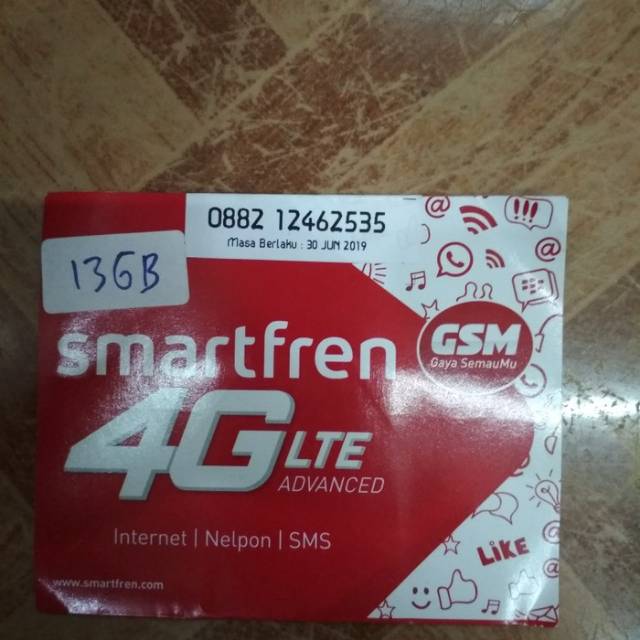 0882 12462535
Masa Berlaku : 30 JUN 2019
13GB
smartfren
GSM
Gaya SemauMu
4G LTE
ADVANCED
Internet | Nelpon | SMS
LiKE
www.smartfren.com
@
!!!
@
@
@